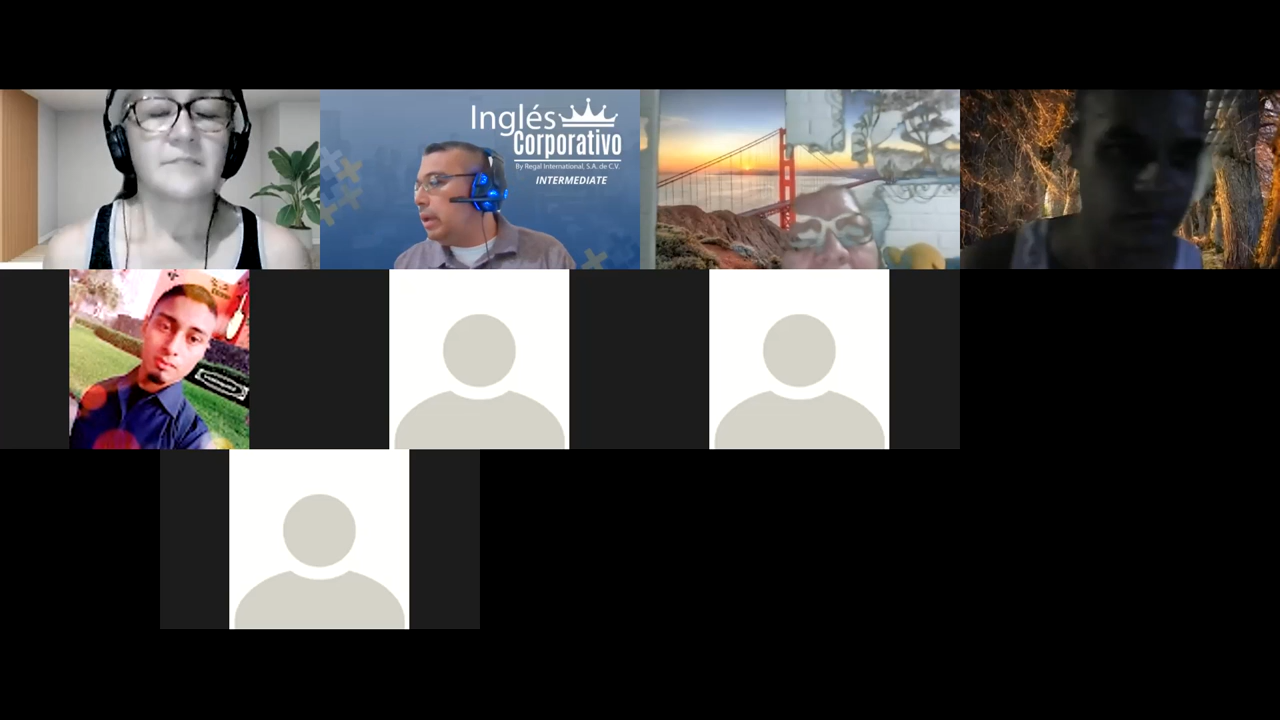 Inglés
Corporativo
By Regal International, S.A. de C.V.
INTERMEDIATE